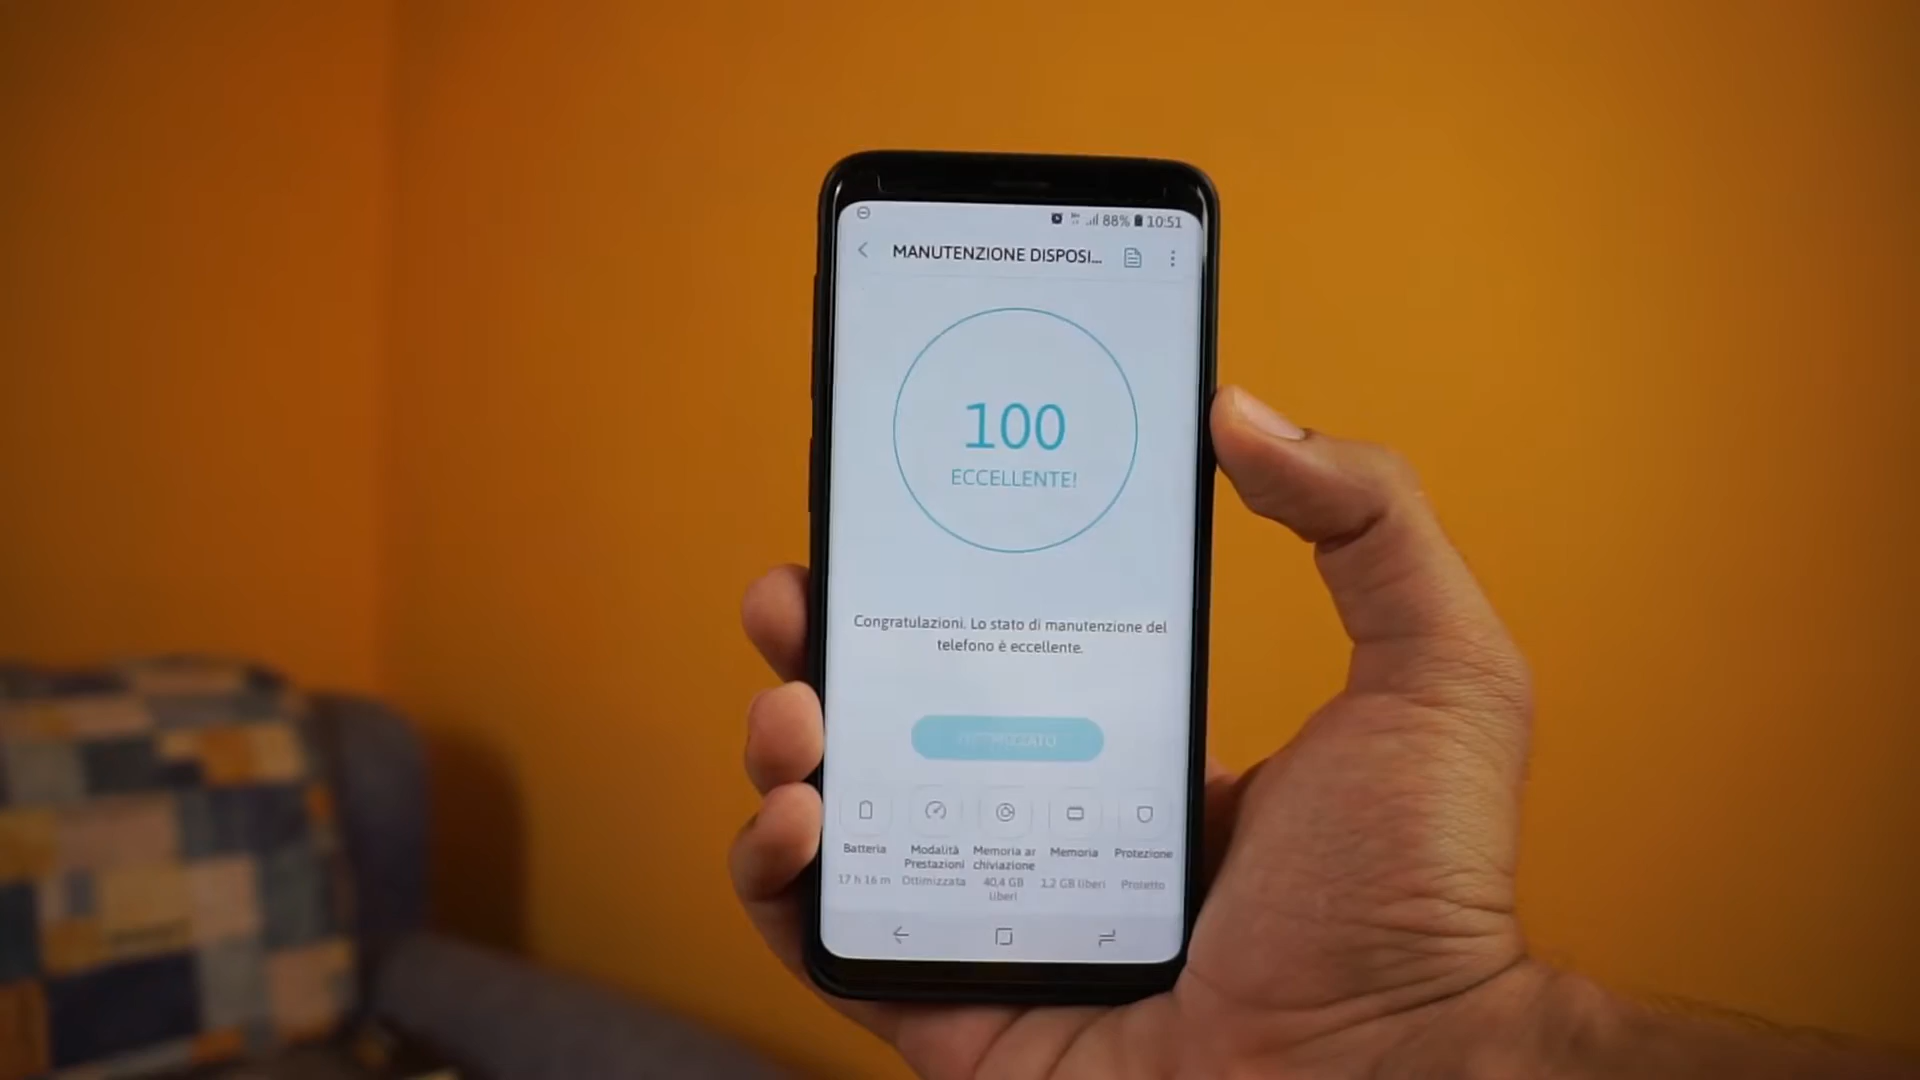 88% 10:51
MANUTENZIONE DISPOSI...
100
ECCELLENTE!
Congratulazioni. Lo stato di manutenzione del
telefono è eccellente.
Batteria
17 h 16 m
Modalità
Prestazioni
Ottimizzata
Memoria ar
chiviazione
40,4 GB
liberi
Memoria
1,2 GB liberi
Protezione
Protetto